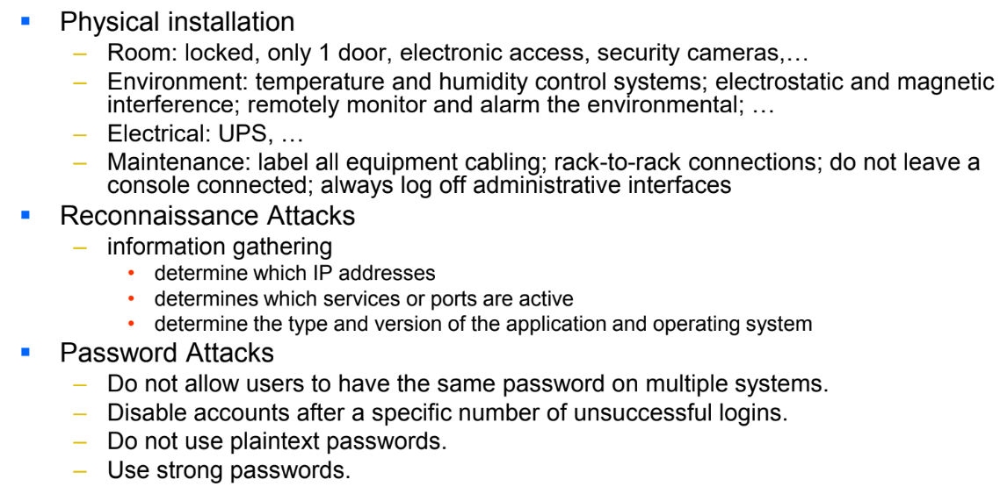 ▪ Physical installation
– Room: locked, only 1 door, electronic access, security cameras,…
– Environment: temperature and humidity control systems; electrostatic and magnetic
interference; remotely monitor and alarm the environmental; …
– Electrical: UPS, …
– Maintenance: label all equipment cabling; rack-to-rack connections; do not leave a
console connected; always log off administrative interfaces
▪ Reconnaissance Attacks
– information gathering
• determine which IP addresses
• determines which services or ports are active
• determine the type and version of the application and operating system
▪ Password Attacks
– Do not allow users to have the same password on multiple systems.
– Disable accounts after a specific number of unsuccessful logins.
– Do not use plaintext passwords.
– Use strong passwords.